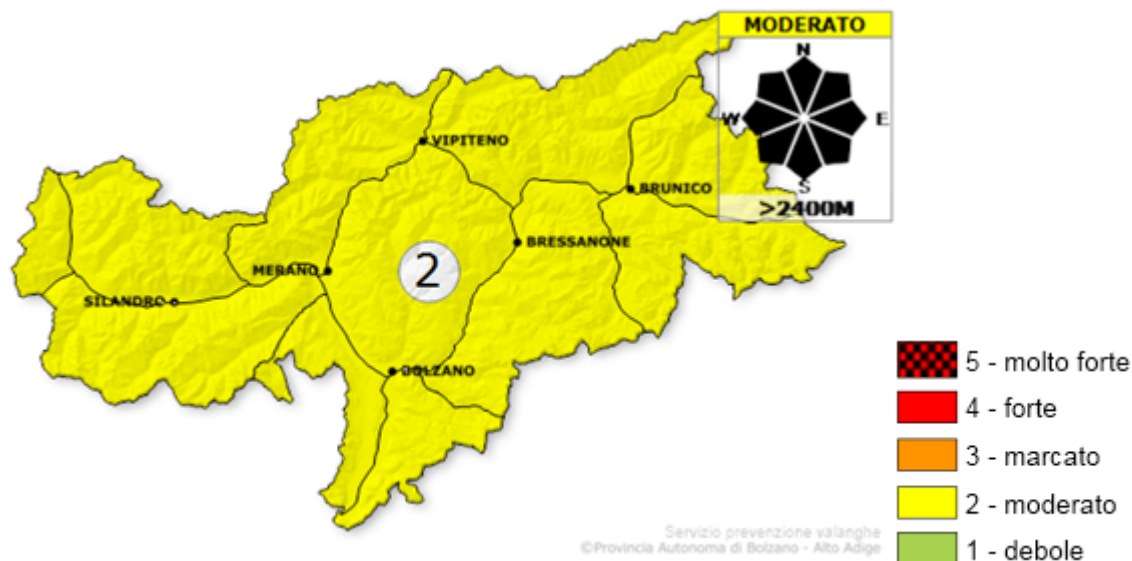 MODERATO
N
W
E
S
>2400M
VIPITENO
BRUNICO
BRESSANONE
MERANO
2
SILANDRO
BOLZANO
5 - molto forte
4 - forte
3 - marcato
2 - moderato
1 - debole
Servizio prevenzione valanghe
©Provincia Autonoma di Bolzano - Alto Adige